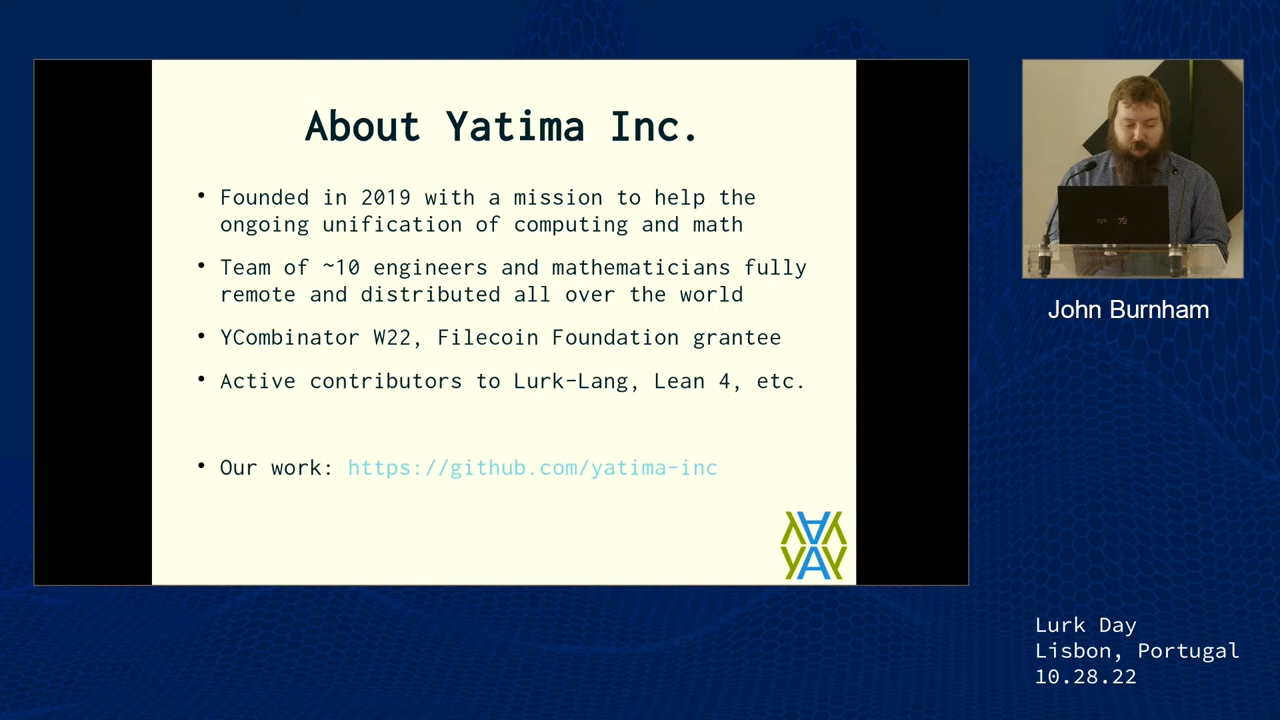 About Yatima Inc.
• Founded in 2019 with a mission to help the
ongoing unification of computing and math
• Team of ~10 engineers and mathematicians fully
remote and distributed all over the world
• YCombinator W22, Filecoin Foundation grantee
• Active contributors to Lurk-Lang, Lean 4, etc.
• Our work: https://github.com/yatima-inc
John Burnham
Lurk Day
Lisbon, Portugal
10.28.22